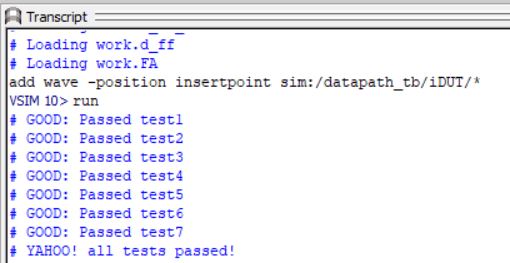 Transcript
# Loading work.d_ff
# Loading work.FA
add wave -position insertpoint sim:/datapath_tb/iDUT/*
VSIM 10> run
# GOOD: Passed test1
# GOOD: Passed test2
# GOOD: Passed test3
# GOOD: Passed test4
# GOOD: Passed test5
# GOOD: Passed test6
# GOOD: Passed test7
# YAHOO! all tests passed!